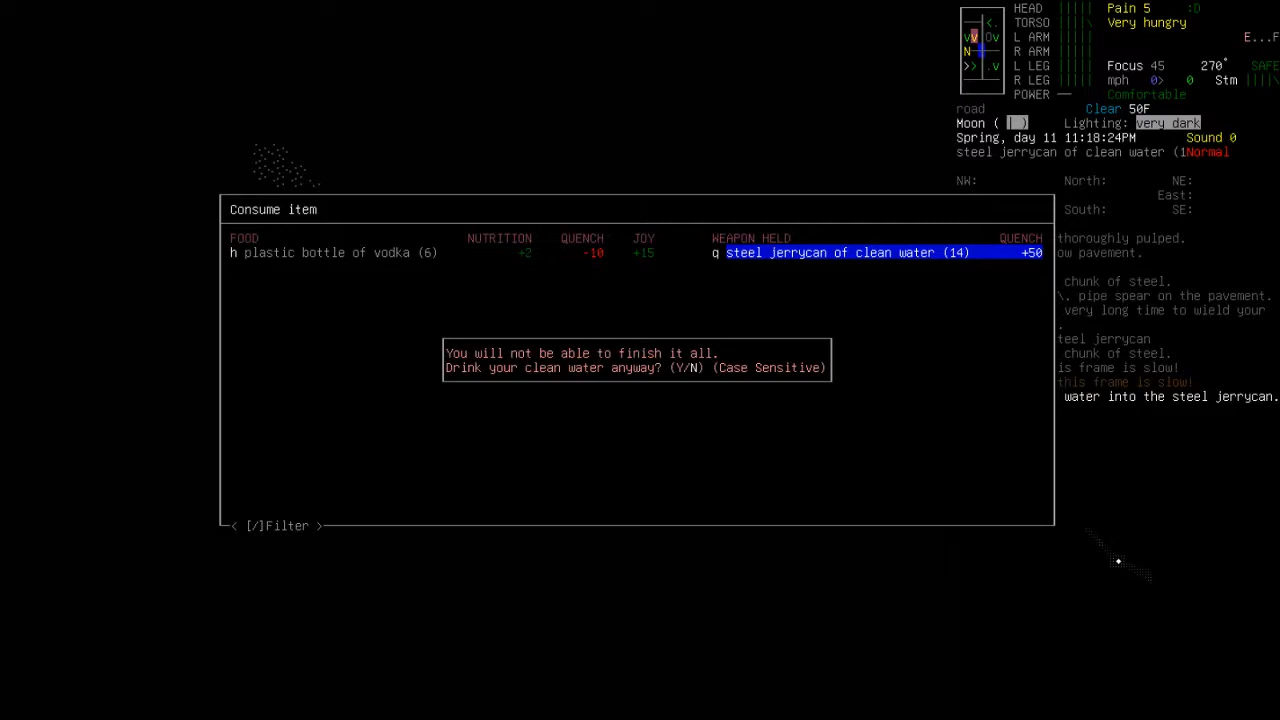 HEAD ||||| Pain 5 :D
TORSO ||||\ Very hungry
L ARM ||||| E...F
R ARM |||||
L LEG ||||| Focus 45 270° SAFE
R LEG ||||| mph 0> 0 Stm ||||\
POWER -- Comfortable
road Clear 50F
Moon ( | ) Lighting: very dark
Spring, day 11 11:18:24PM Sound 0
steel jerrycan of clean water (1Normal
NW: North: NE:
East:
South: SE:
Consume item
FOOD NUTRITION QUENCH JOY WEAPON HELD QUENCH
h plastic bottle of vodka (6) +2 -10 +15 q steel jerrycan of clean water (14) +50
thoroughly pulped.
ow pavement.
chunk of steel.
\. pipe spear on the pavement.
very long time to wield your
.
teel jerrycan
chunk of steel.
is frame is slow!
this frame is slow!
water into the steel jerrycan.
You will not be able to finish it all.
Drink your clean water anyway? (Y/N) (Case Sensitive)
< [/]Filter >